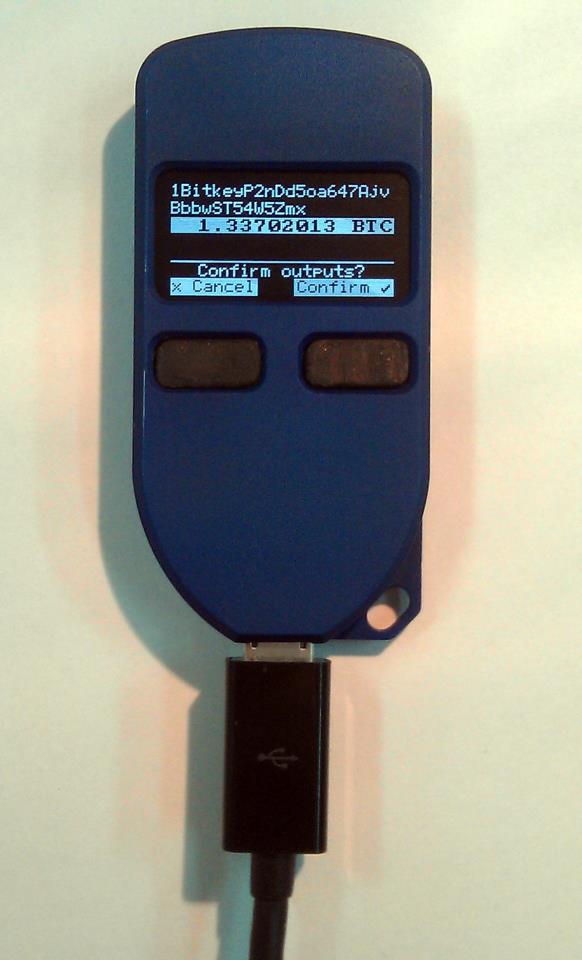 1BitkeyP2nDd5oa647Ajv
BbbwST54W5Zmx
1.33702013 BTC
Confirm outputs?
x Cancel Confirm ✓